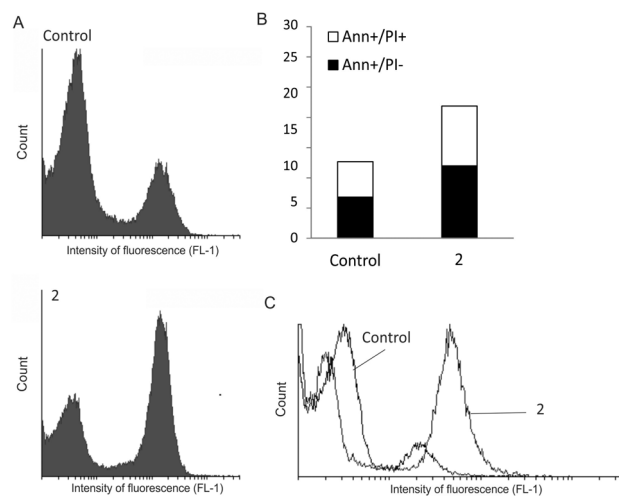 A
Control
Count
Intensity of fluorescence (FL-1)
2
Count
Intensity of fluorescence (FL-1)
B
30
20
20
15
10
5
0
Ann+/PI+
Ann+/PI-
Control
2
C
Control
2
Count
Intensity of fluorescence (FL-1)